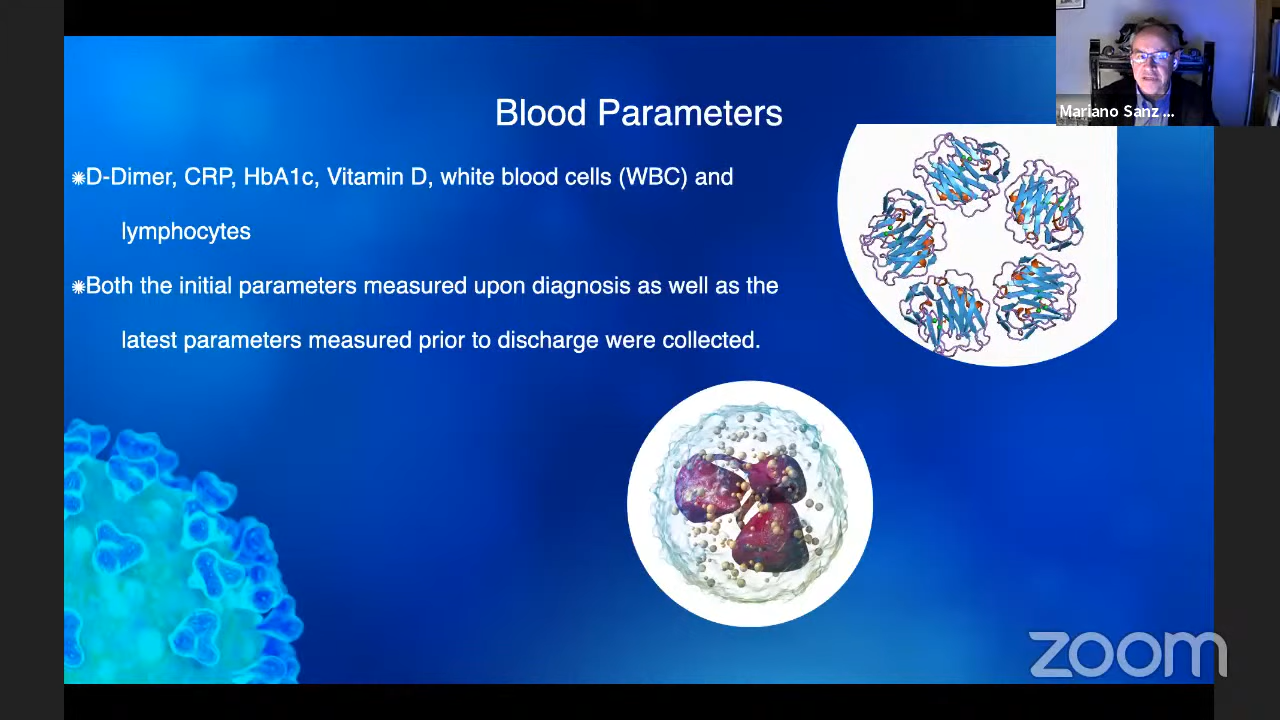 Mariano Sanz ...
Blood Parameters
D-Dimer, CRP, HbA1c, Vitamin D, white blood cells (WBC) and
lymphocytes
Both the initial parameters measured upon diagnosis as well as the
latest parameters measured prior to discharge were collected.
zoom